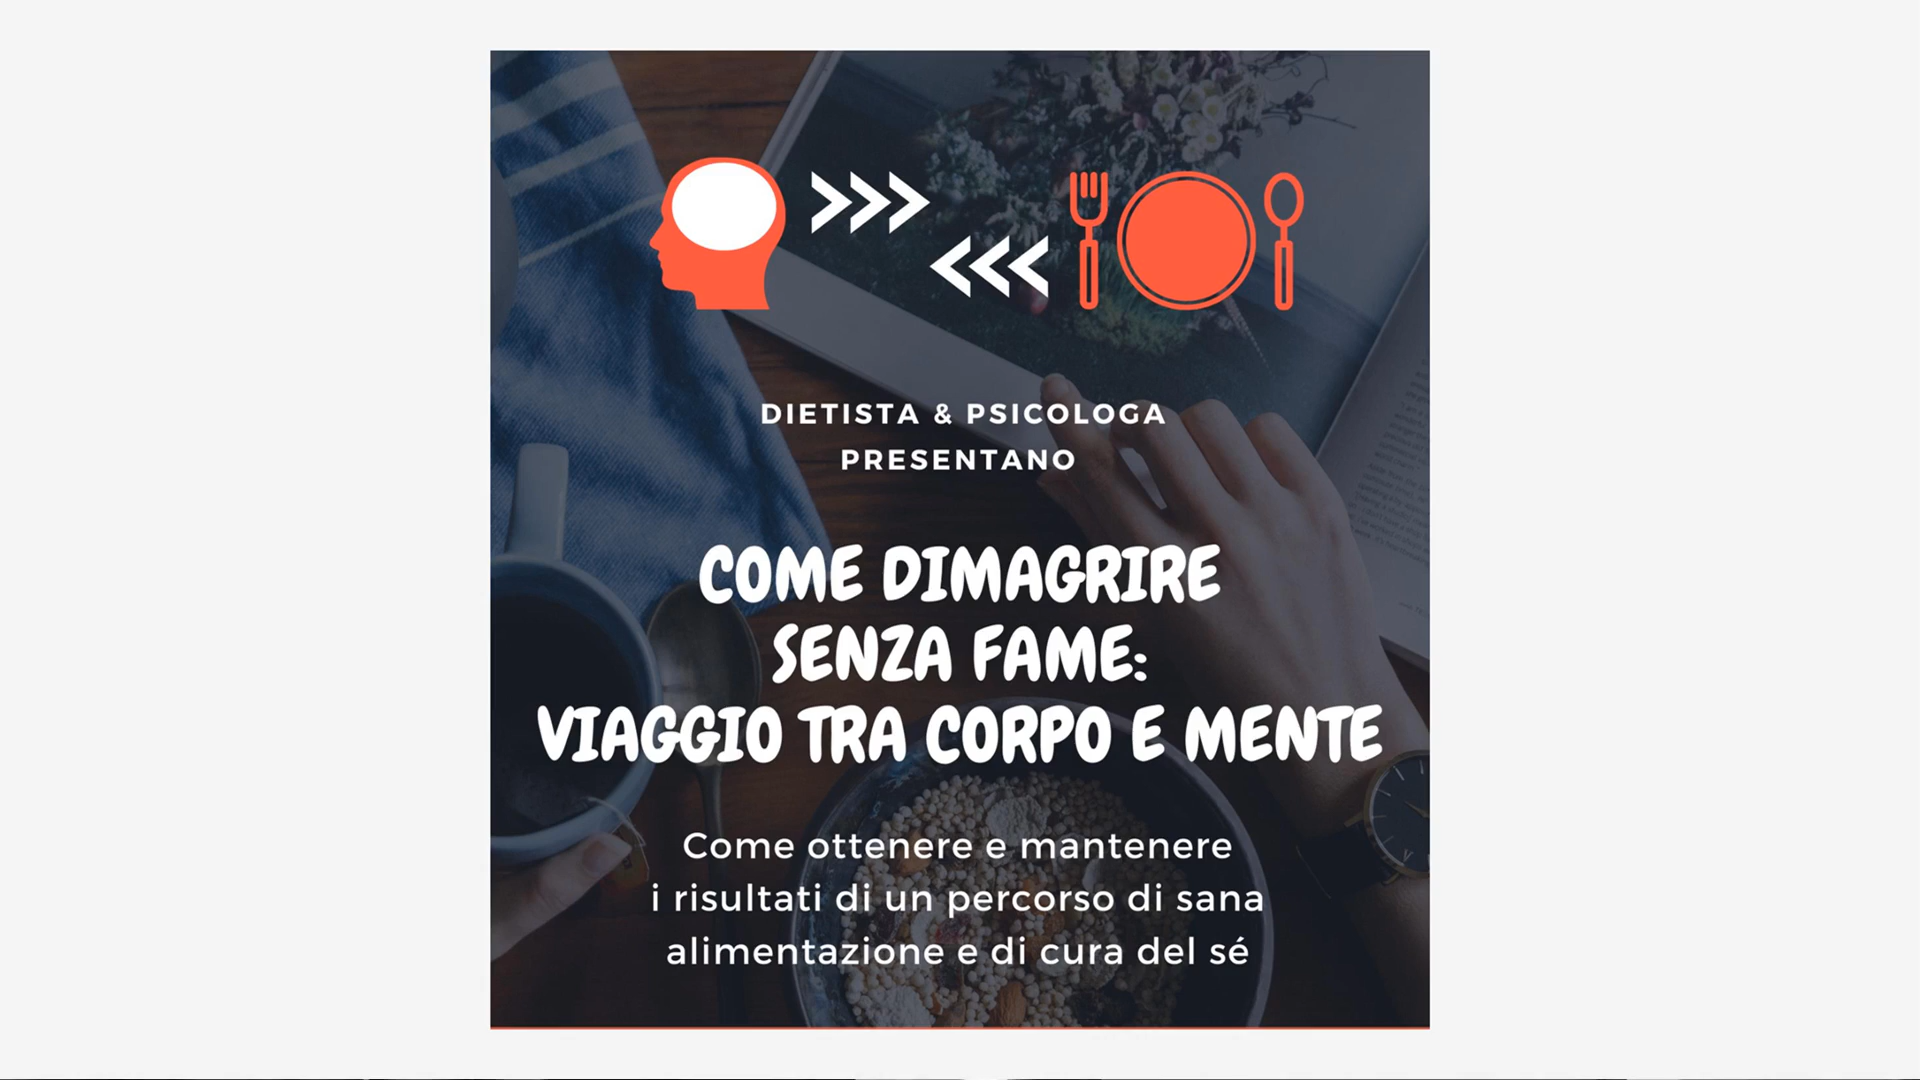 DIETISTA & PSICOLOGA
PRESENTANO
COME DIMAGRIRE
SENZA FAME:
VIAGGIO TRA CORPO E MENTE
Come ottenere e mantenere
i risultati di un percorso di sana
alimentazione e di cura del sé